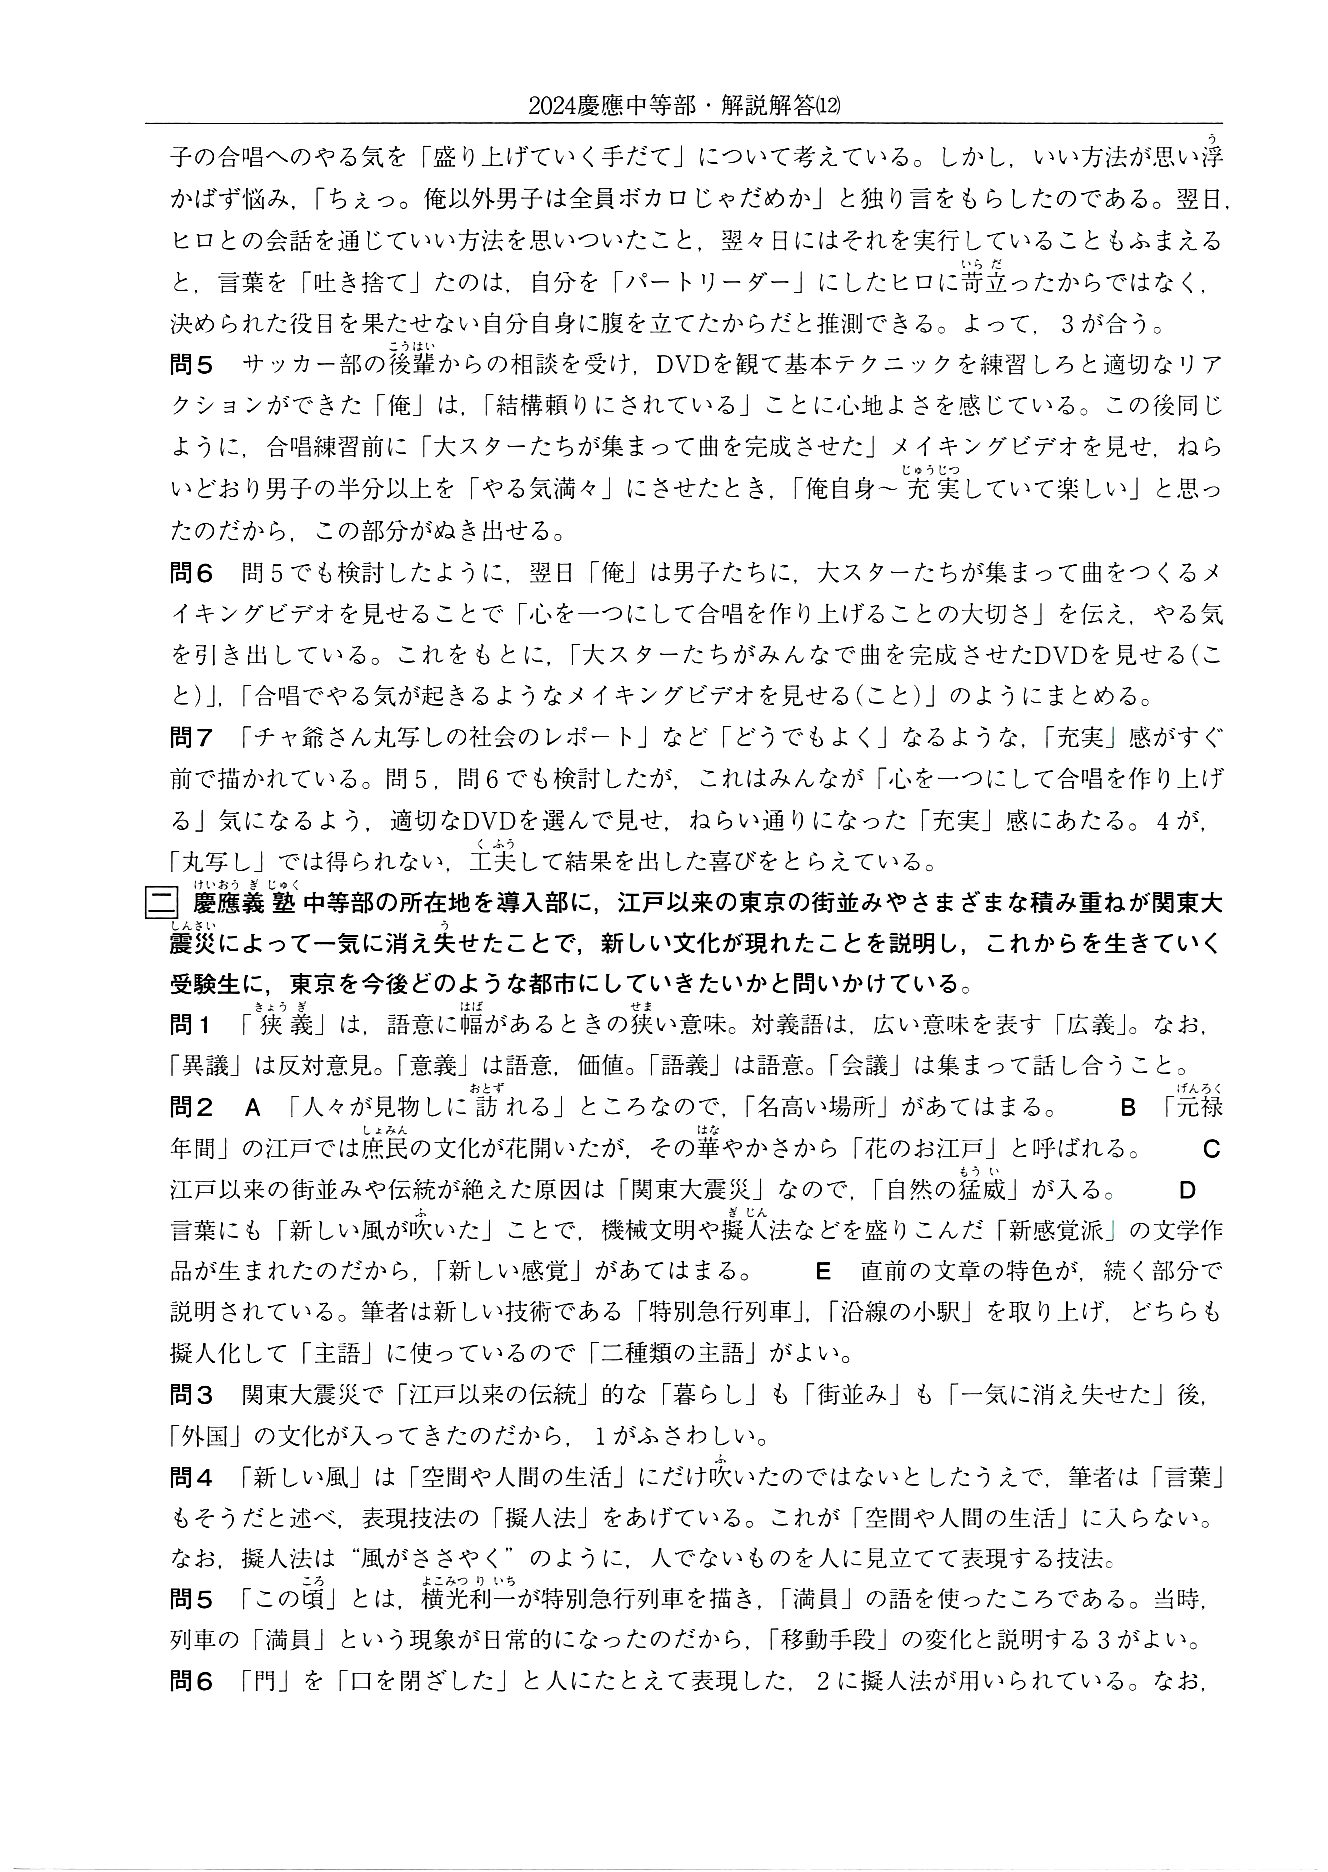 2024慶應中等部・解説解答⑿
子の合唱へのやる気を「盛り上げていく手だて」について考えている。しかし，いい方法が思い浮
かばず悩み，「ちぇっ。俺以外男子は全員ボカロじゃだめか」と独り言をもらしたのである。翌日，
ヒロとの会話を通じていい方法を思いついたこと，翌々日にはそれを実行していることもふまえる
と，言葉を「吐き捨て」たのは，自分を「パートリーダー」にしたヒロに苛立ったからではなく，
決められた役目を果たせない自分自身に腹を立てたからだと推測できる。よって，3が合う。
問5　サッカー部の後輩からの相談を受け，DVDを観て基本テクニックを練習しろと適切なリア
クションができた「俺」は，「結構頼りにされている」ことに心地よさを感じている。この後同じ
ように，合唱練習前に「大スターたちが集まって曲を完成させた」メイキングビデオを見せ，ねら
いどおり男子の半分以上を「やる気満々」にさせたとき，「俺自身～充実していて楽しい」と思っ
たのだから，この部分がぬき出せる。
問6　問5でも検討したように，翌日「俺」は男子たちに，大スターたちが集まって曲をつくるメ
イキングビデオを見せることで「心を一つにして合唱を作り上げることの大切さ」を伝え，やる気
を引き出している。これをもとに，「大スターたちがみんなで曲を完成させたDVDを見せる(こ
と)」，「合唱でやる気が起きるようなメイキングビデオを見せる(こと)」のようにまとめる。
問7　「チャ爺さん丸写しの社会のレポート」など「どうでもよく」なるような，「充実」感がすぐ
前で描かれている。問5，問6でも検討したが，これはみんなが「心を一つにして合唱を作り上げ
る」気になるよう，適切なDVDを選んで見せ，ねらい通りになった「充実」感にあたる。4が，
「丸写し」では得られない，工夫して結果を出した喜びをとらえている。
二　慶應義塾中等部の所在地を導入部に，江戸以来の東京の街並みやさまざまな積み重ねが関東大
震災によって一気に消え失せたことで，新しい文化が現れたことを説明し，これからを生きていく
受験生に，東京を今後どのような都市にしていきたいかと問いかけている。
問1　「狭義」は，語意に幅があるときの狭い意味。対義語は，広い意味を表す「広義」。なお，
「異議」は反対意見。「意義」は語意，価値。「語義」は語意。「会議」は集まって話し合うこと。
問2　A　「人々が見物しに訪れる」ところなので，「名高い場所」があてはまる。　　B　「元禄
年間」の江戸では庶民の文化が花開いたが，その華やかさから「花のお江戸」と呼ばれる。　　C
江戸以来の街並みや伝統が絶えた原因は「関東大震災」なので，「自然の猛威」が入る。　　D
言葉にも「新しい風が吹いた」ことで，機械文明や擬人法などを盛りこんだ「新感覚派」の文学作
品が生まれたのだから，「新しい感覚」があてはまる。　　E　直前の文章の特色が，続く部分で
説明されている。筆者は新しい技術である「特別急行列車」，「沿線の小駅」を取り上げ，どちらも
擬人化して「主語」に使っているので「二種類の主語」がよい。
問3　関東大震災で「江戸以来の伝統」的な「暮らし」も「街並み」も「一気に消え失せた」後，
「外国」の文化が入ってきたのだから，1がふさわしい。
問4　「新しい風」は「空間や人間の生活」にだけ吹いたのではないとしたうえで，筆者は「言葉」
もそうだと述べ，表現技法の「擬人法」をあげている。これが「空間や人間の生活」に入らない。
なお，擬人法は“風がささやく”のように，人でないものを人に見立てて表現する技法。
問5　「この頃」とは，横光利一が特別急行列車を描き，「満員」の語を使ったころである。当時，
列車の「満員」という現象が日常的になったのだから，「移動手段」の変化と説明する3がよい。
問6　「門」を「口を閉ざした」と人にたとえて表現した，2に擬人法が用いられている。なお，